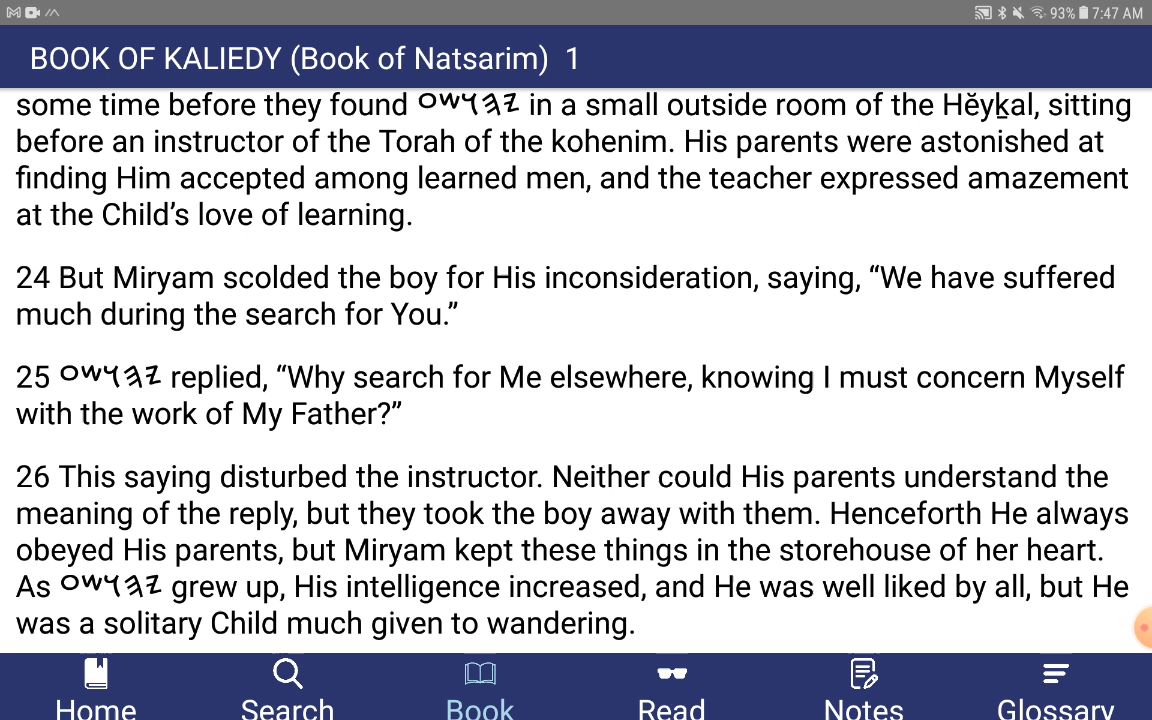 93% 7:47 AM
BOOK OF KALIEDY (Book of Natsarim) 1
some time before they found 𐤉𐤄𐤅𐤔𐤏 in a small outside room of the Hĕyḵal, sitting
before an instructor of the Torah of the kohenim. His parents were astonished at
finding Him accepted among learned men, and the teacher expressed amazement
at the Child’s love of learning.
24 But Miryam scolded the boy for His inconsideration, saying, “We have suffered
much during the search for You.”
25 𐤉𐤄𐤅𐤔𐤏 replied, “Why search for Me elsewhere, knowing I must concern Myself
with the work of My Father?”
26 This saying disturbed the instructor. Neither could His parents understand the
meaning of the reply, but they took the boy away with them. Henceforth He always
obeyed His parents, but Miryam kept these things in the storehouse of her heart.
As 𐤉𐤄𐤅𐤔𐤏 grew up, His intelligence increased, and He was well liked by all, but He
was a solitary Child much given to wandering.
Home Search Book Read Notes Glossary